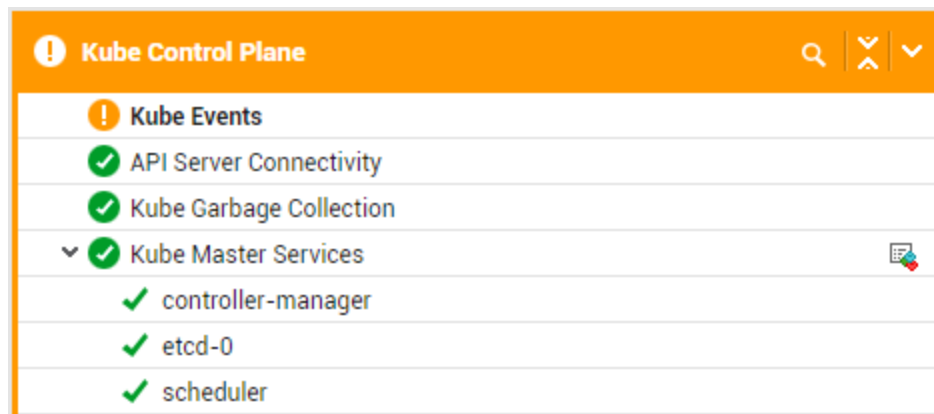 Kube Control Plane
Kube Events
API Server Connectivity
Kube Garbage Collection
Kube Master Services
controller-manager
etcd-0
scheduler